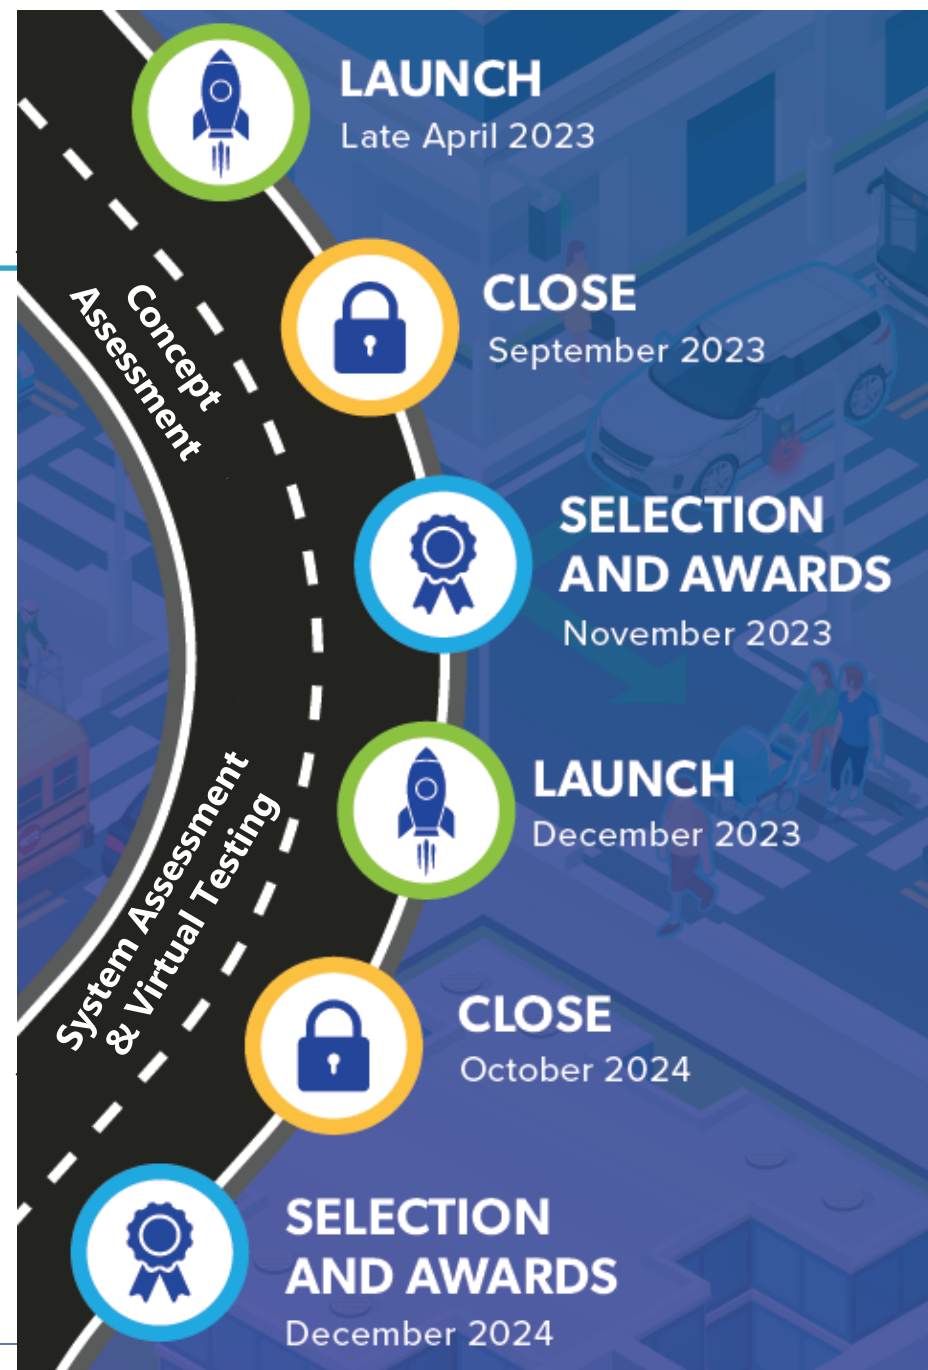 LAUNCH
Late April 2023
CLOSE
September 2023
Concept
Assessment
SELECTION
AND AWARDS
November 2023
LAUNCH
December 2023
System Assessment
& Virtual Testing
CLOSE
October 2024
SELECTION
AND AWARDS
December 2024